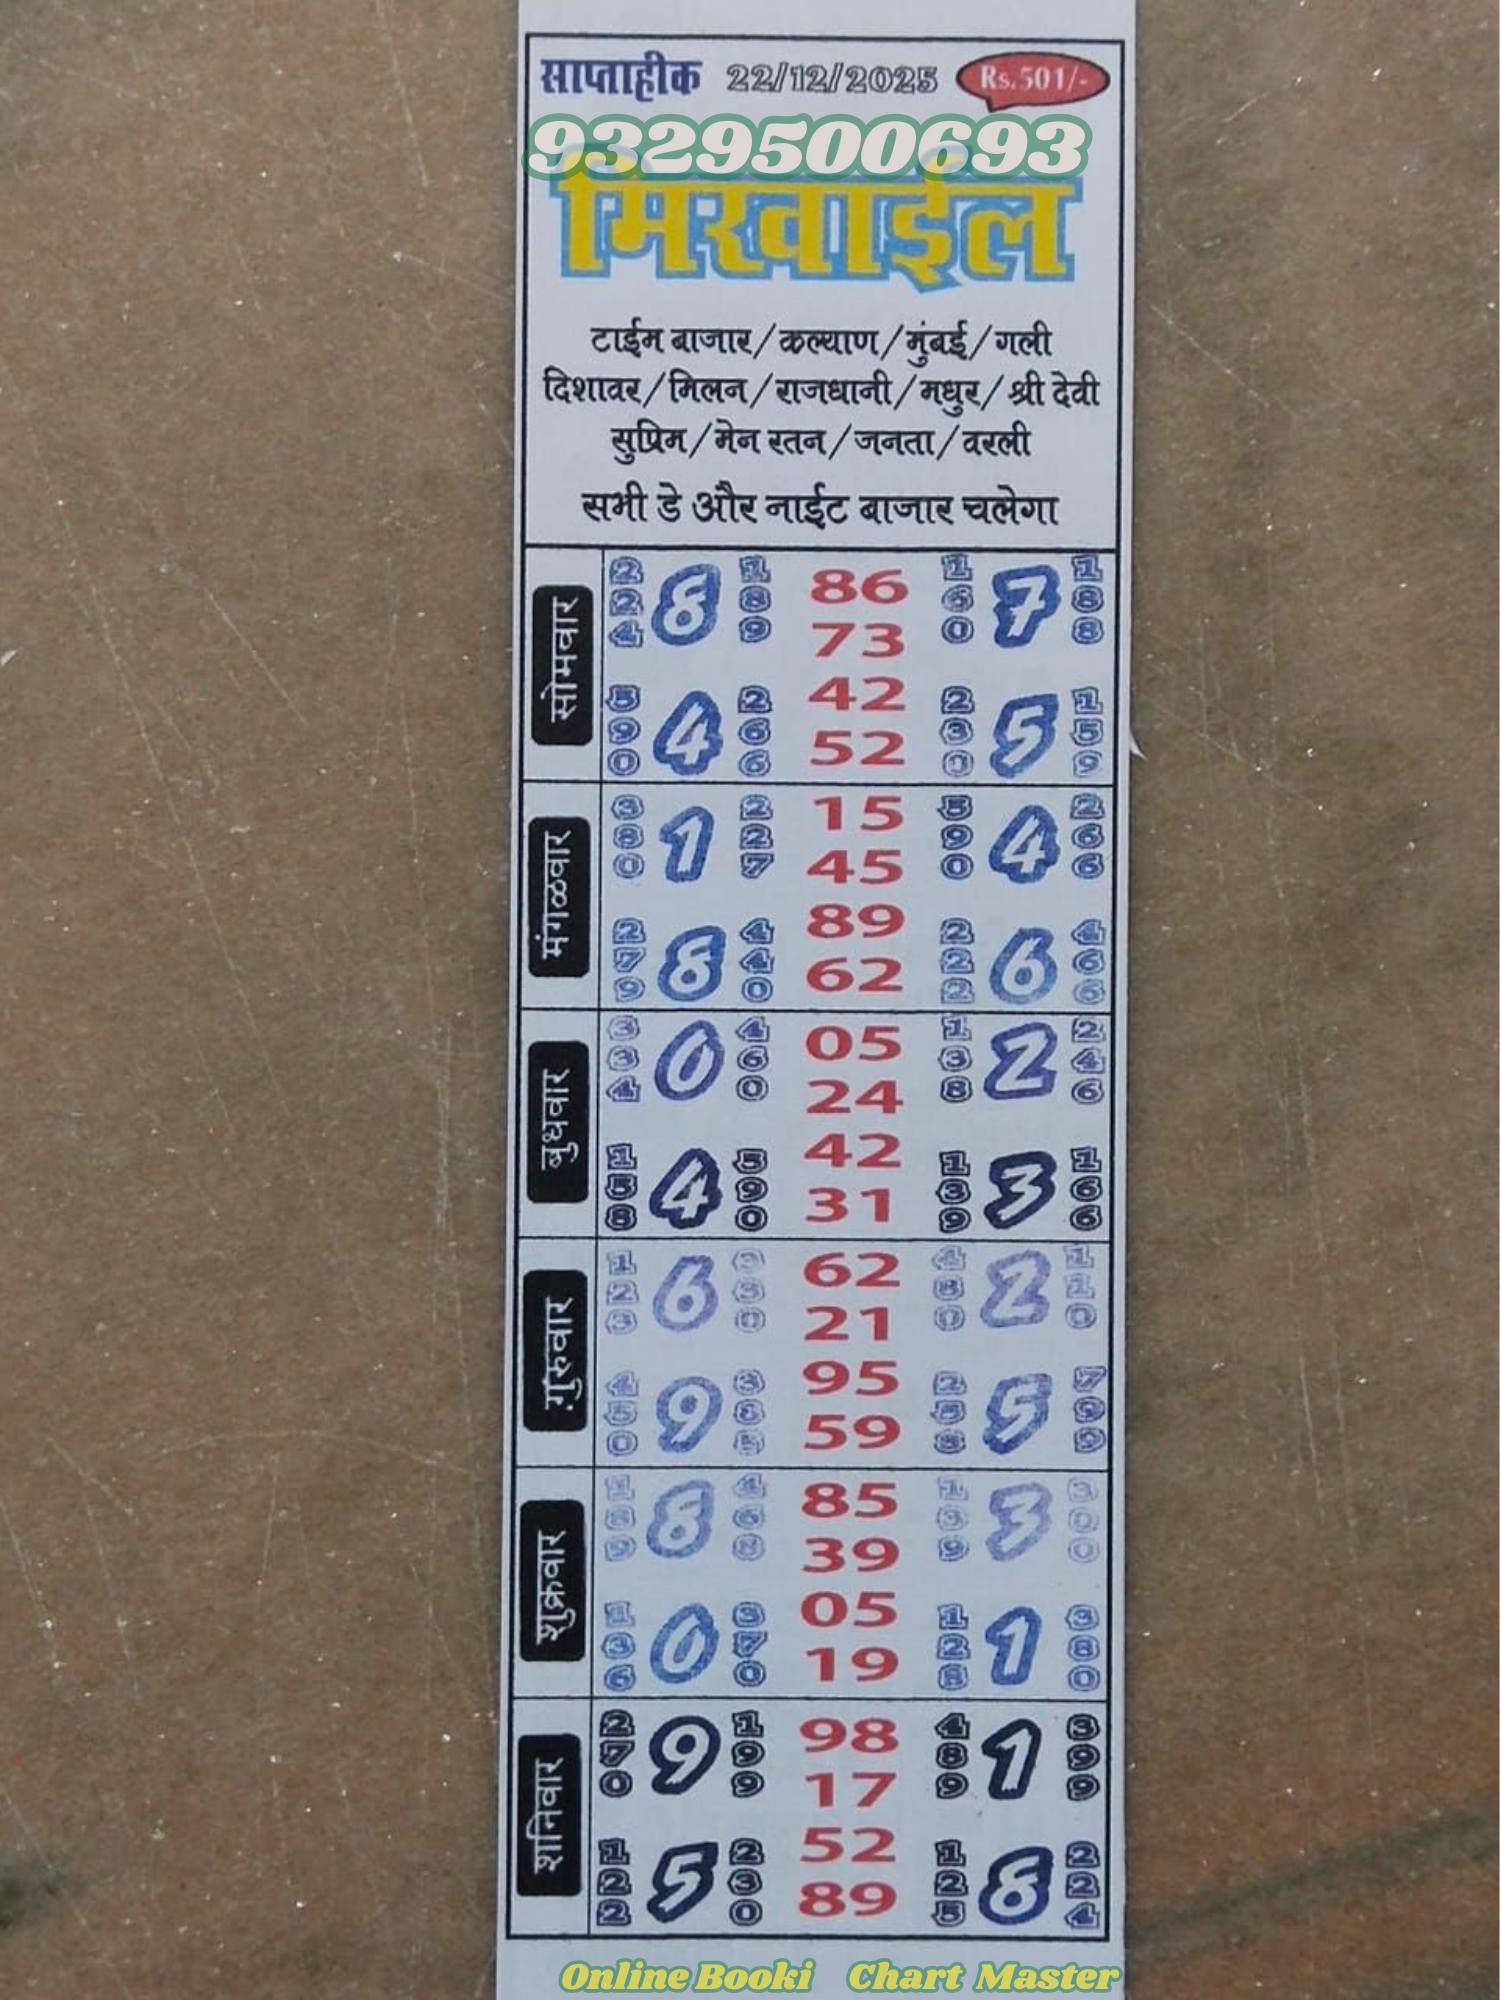 साप्ताहीक 22/12/2025 Rs.501/-
9329500693
मिरवाईल
टाईम बाजार/कल्याण/मुंबई/गली
दिशावर/मिलन/राजधानी/मधुर/श्री देवी
सुप्रिम/मेन रतन/जनता/वरली
सभी डे और नाईट बाजार चलेगा
सोमवार
224 8 189 86 160 7 188
73
42
590 4 266 52 230 5 159
मंगळवार
380 1 227 15 590 4 266
45
89
279 8 440 62 222 6 466
बुधवार
334 0 460 05 138 2 246
24
42
158 4 590 31 139 3 166
गुरुवार
123 6 330 62 480 2 110
21
95
450 9 59 5 799
शुक्रवार
189 8 468 85 139 3 300
39
05
136 0 370 19 128 1 380
शनिवार
270 9 199 98 489 1 399
17
52
122 5 230 89 125 8 224
Online Booki Chart Master